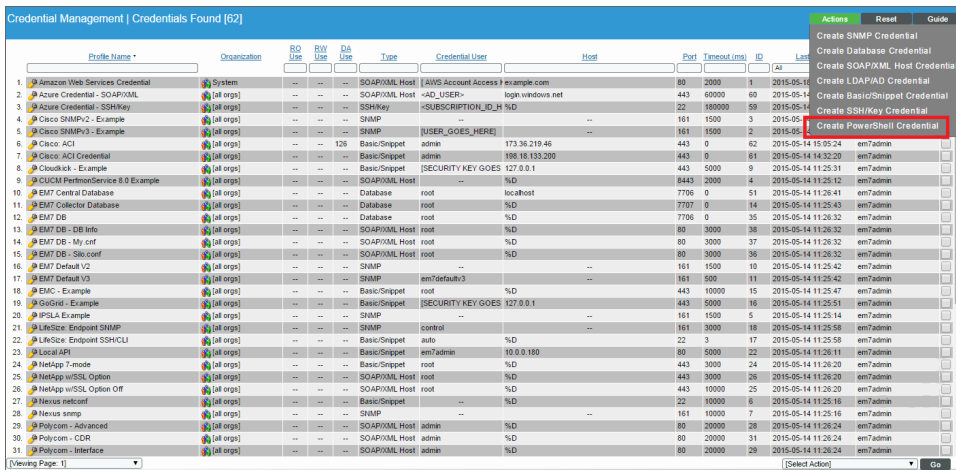 Credential Management | Credentials Found [62]
Actions Reset Guide
Create SNMP Credential
Create Database Credential
Create SOAP/XML Host Credentia
Create LDAP/AD Credential
Create Basic/Snippet Credential
Create SSH/Key Credential
Create PowerShell Credential
Profile Name • Organization RO Use RW Use DA Use Type Credential User Host Port Timeout (ms) ID Last
All
1. Amazon Web Services Credential System -- -- -- SOAP/XML Host [ AWS Account Access K example.com 80 2000 1 2015-05-18
2. Azure Credential - SOAP/XML [all orgs] -- -- -- SOAP/XML Host <AD_USER> login.windows.net 443 60000 60 2015-05-14
3. Azure Credential - SSH/Key [all orgs] -- -- -- SSH/Key <SUBSCRIPTION_ID_H %D 22 180000 59 2015-05-14
4. Cisco SNMPv2 - Example [all orgs] -- -- -- SNMP -- -- 161 1500 3 2015-05-14
5. Cisco SNMPv3 - Example [all orgs] -- -- -- SNMP [USER_GOES_HERE] -- 161 1500 2 2015-05-
6. Cisco: ACI [all orgs] -- -- 126 Basic/Snippet admin 173.36.219.46 443 0 62 2015-05-14 15:05:24 em7admin
7. Cisco: ACI Credential [all orgs] -- -- -- Basic/Snippet admin 198.18.133.200 443 0 61 2015-05-14 14:32:20 em7admin
8. Cloudkick - Example [all orgs] -- -- -- Basic/Snippet [SECURITY KEY GOES 127.0.0.1 443 5000 9 2015-05-14 11:25:31 em7admin
9. CUCM PerfmonService 8.0 Example [all orgs] -- -- -- SOAP/XML Host -- %D 8443 2000 4 2015-05-14 11:25:12 em7admin
10. EM7 Central Database [all orgs] -- -- -- Database root localhost 7706 0 51 2015-05-14 11:26:41 em7admin
11. EM7 Collector Database [all orgs] -- -- -- Database root %D 7707 0 14 2015-05-14 11:25:43 em7admin
12. EM7 DB [all orgs] -- -- -- Database root %D 7706 0 35 2015-05-14 11:26:32 em7admin
13. EM7 DB - DB Info [all orgs] -- -- -- SOAP/XML Host root %D 80 3000 38 2015-05-14 11:26:32 em7admin
14. EM7 DB - My.cnf [all orgs] -- -- -- SOAP/XML Host root %D 80 3000 37 2015-05-14 11:26:32 em7admin
15. EM7 DB - Silo.conf [all orgs] -- -- -- SOAP/XML Host root %D 80 3000 36 2015-05-14 11:26:32 em7admin
16. EM7 Default V2 [all orgs] -- -- -- SNMP -- -- 161 1500 10 2015-05-14 11:25:42 em7admin
17. EM7 Default V3 [all orgs] -- -- -- SNMP em7defaultv3 -- 161 500 11 2015-05-14 11:25:42 em7admin
18. EMC - Example [all orgs] -- -- -- Basic/Snippet root %D 443 10000 15 2015-05-14 11:25:47 em7admin
19. GoGrid - Example [all orgs] -- -- -- Basic/Snippet [SECURITY KEY GOES 127.0.0.1 443 5000 16 2015-05-14 11:25:51 em7admin
20. IPSLA Example [all orgs] -- -- -- SNMP -- -- 161 1500 5 2015-05-14 11:25:14 em7admin
21. LifeSize: Endpoint SNMP [all orgs] -- -- -- SNMP control -- 161 3000 18 2015-05-14 11:25:58 em7admin
22. LifeSize: Endpoint SSH/CLI [all orgs] -- -- -- Basic/Snippet auto %D 22 3 17 2015-05-14 11:25:58 em7admin
23. Local API [all orgs] -- -- -- Basic/Snippet em7admin 10.0.0.180 80 5000 22 2015-05-14 11:26:11 em7admin
24. NetApp 7-mode [all orgs] -- -- -- Basic/Snippet root %D 443 3000 24 2015-05-14 11:26:20 em7admin
25. NetApp w/SSL Option [all orgs] -- -- -- SOAP/XML Host root %D 443 3000 26 2015-05-14 11:26:20 em7admin
26. NetApp w/SSL Option Off [all orgs] -- -- -- SOAP/XML Host root %D 443 10000 25 2015-05-14 11:26:20 em7admin
27. Nexus netconf [all orgs] -- -- -- Basic/Snippet -- %D 22 10000 6 2015-05-14 11:25:16 em7admin
28. Nexus snmp [all orgs] -- -- -- SNMP -- -- 161 10000 7 2015-05-14 11:25:16 em7admin
29. Polycom - Advanced [all orgs] -- -- -- SOAP/XML Host admin %D 80 20000 28 2015-05-14 11:26:24 em7admin
30. Polycom - CDR [all orgs] -- -- -- SOAP/XML Host admin %D 80 20000 31 2015-05-14 11:26:24 em7admin
31. Polycom - Interface [all orgs] -- -- -- SOAP/XML Host admin %D 80 20000 29 2015-05-14 11:26:24 em7admin
[Viewing Page: 1] [Select Action] Go